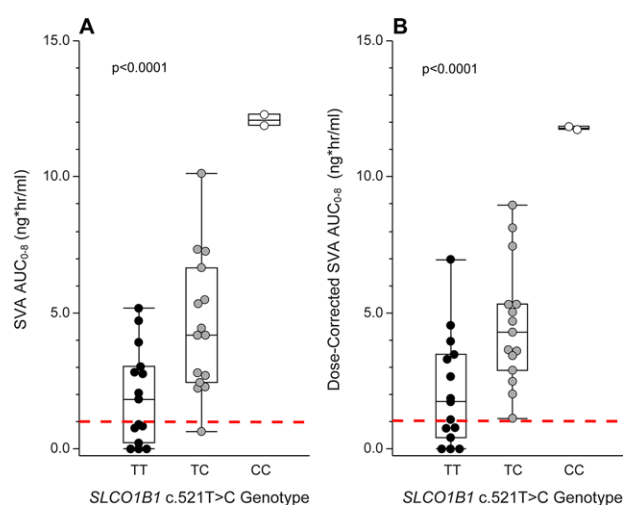 A
15.0
p<0.0001
10.0
5.0
0.0
SVA AUC0-8 (ng*hr/ml)
TT TC CC
SLCO1B1 c.521T>C Genotype
B
15.0
p<0.0001
10.0
5.0
0.0
Dose-Corrected SVA AUC0-8 (ng*hr/ml)
TT TC CC
SLCO1B1 c.521T>C Genotype